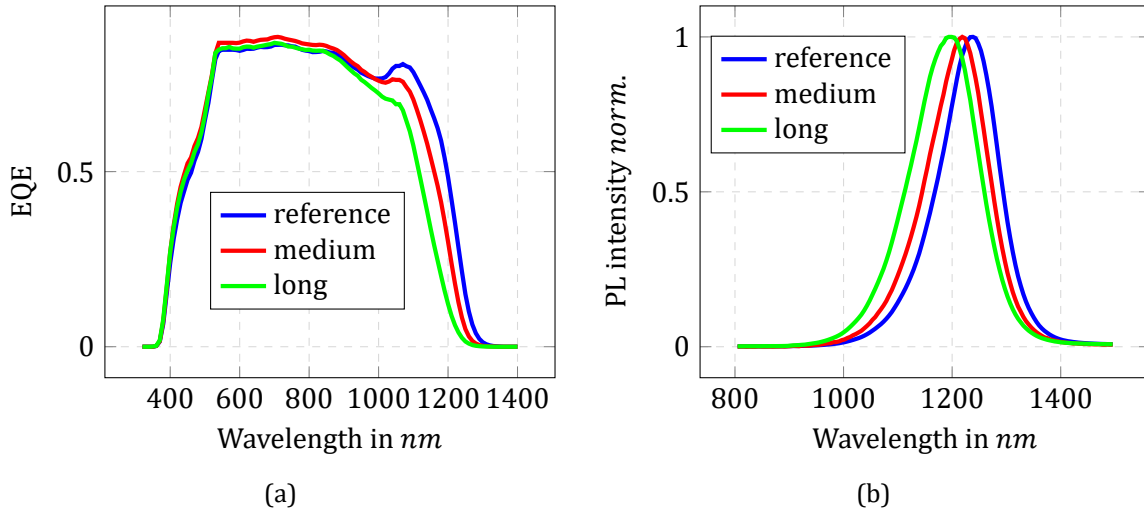 EQE
0.5
0
reference
medium
long
400 600 800 1000 1200 1400
Wavelength in nm
(a)
PL intensity norm.
1
0.5
0
reference
medium
long
800 1000 1200 1400
Wavelength in nm
(b)